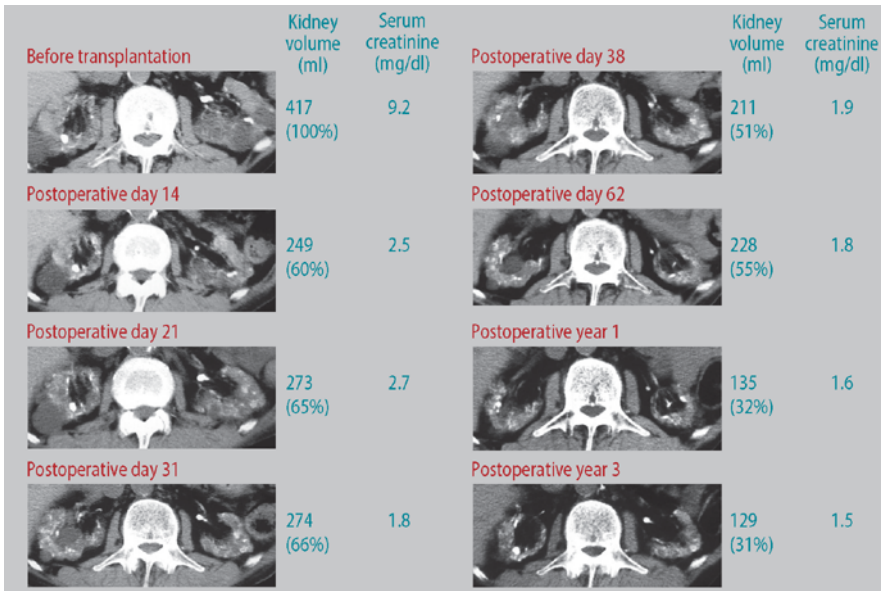 Kidney
volume
(ml)
Serum
creatinine
(mg/dl)
Before transplantation
417
(100%)
9.2
Postoperative day 14
249
(60%)
2.5
Postoperative day 21
273
(65%)
2.7
Postoperative day 31
274
(66%)
1.8
Kidney
volume
(ml)
Serum
creatinine
(mg/dl)
Postoperative day 38
211
(51%)
1.9
Postoperative day 62
228
(55%)
1.8
Postoperative year 1
135
(32%)
1.6
Postoperative year 3
129
(31%)
1.5